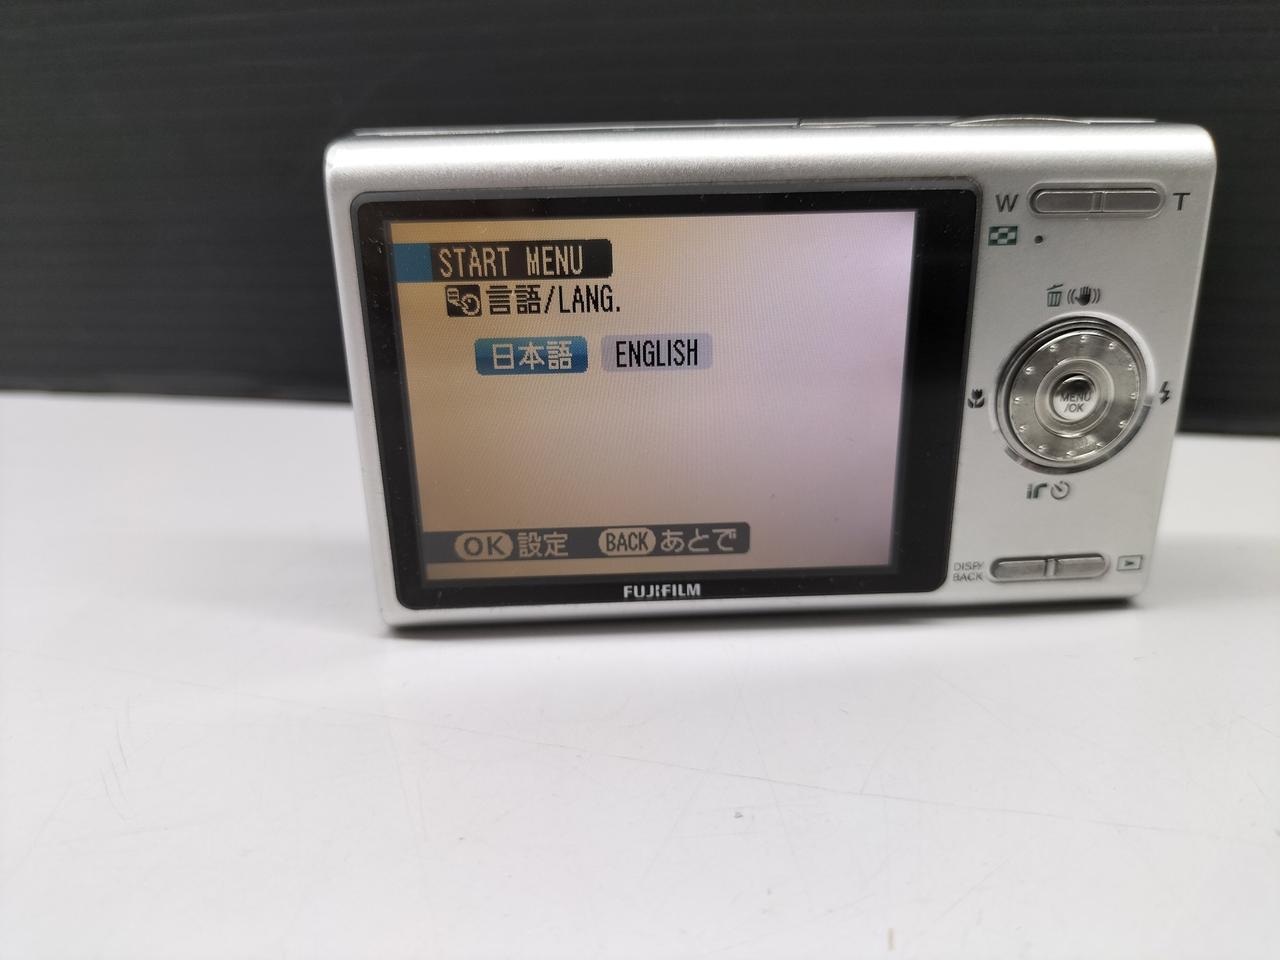 START MENU
言語/LANG.
日本語 ENGLISH
OK 設定 BACK あとで
FUJIFILM
W T
MENU
/OK
DISP/
BACK